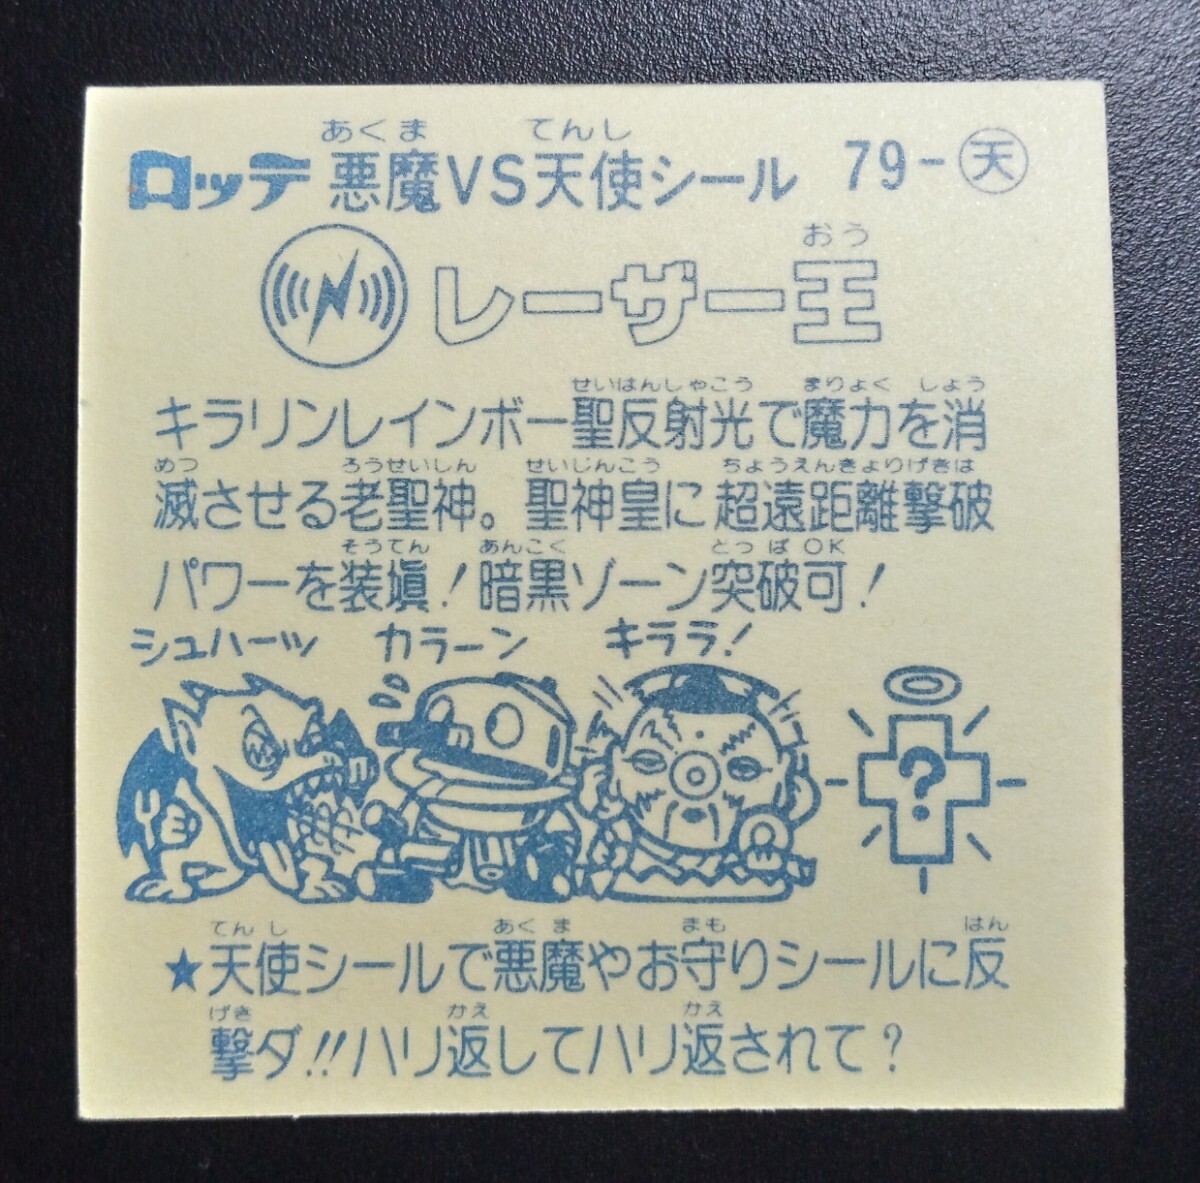 あくま てんし
ロッテ 悪魔VS天使シール 79-天
おう
レーザー王
せいはんしゃこう まりょく しょう
キラリンレインボー聖反射光で魔力を消
めつ ろうせいしん せいじんこう ちょうえんきょりげきは
滅させる老聖神。聖神皇に超遠距離撃破
そうてん あんこく とっぱ OK
パワーを装塡！暗黒ゾーン突破可！
シュハーッ カラーン キララ！
?
てんし あくま まも はん
★天使シールで悪魔やお守りシールに反
げき かえ かえ
撃ダ!!ハリ返してハリ返されて？